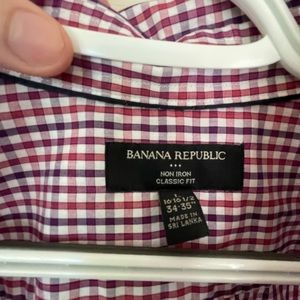 BANANA REPUBLIC
NON IRON
CLASSIC FIT
L
16-16 1/2
34-35"
MADE IN
SRI LANKA